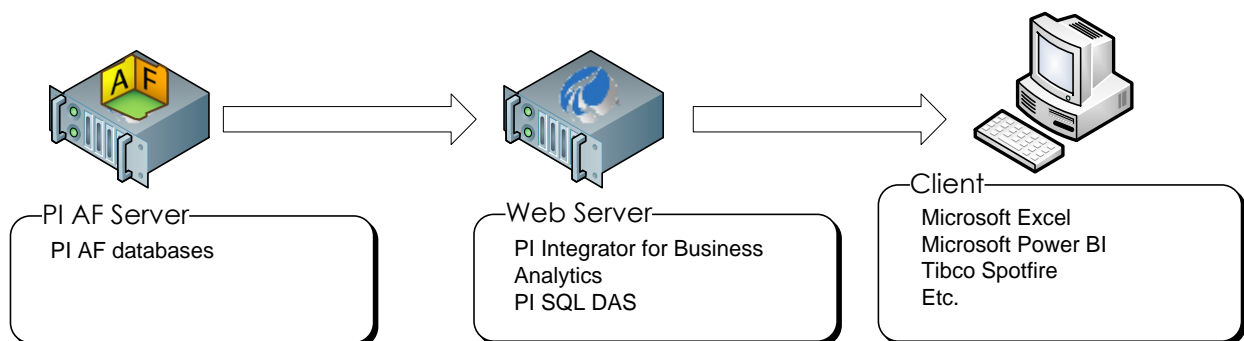 AF
PI AF Server
PI AF databases
Web Server
PI Integrator for Business
Analytics
PI SQL DAS
Client
Microsoft Excel
Microsoft Power BI
Tibco Spotfire
Etc.